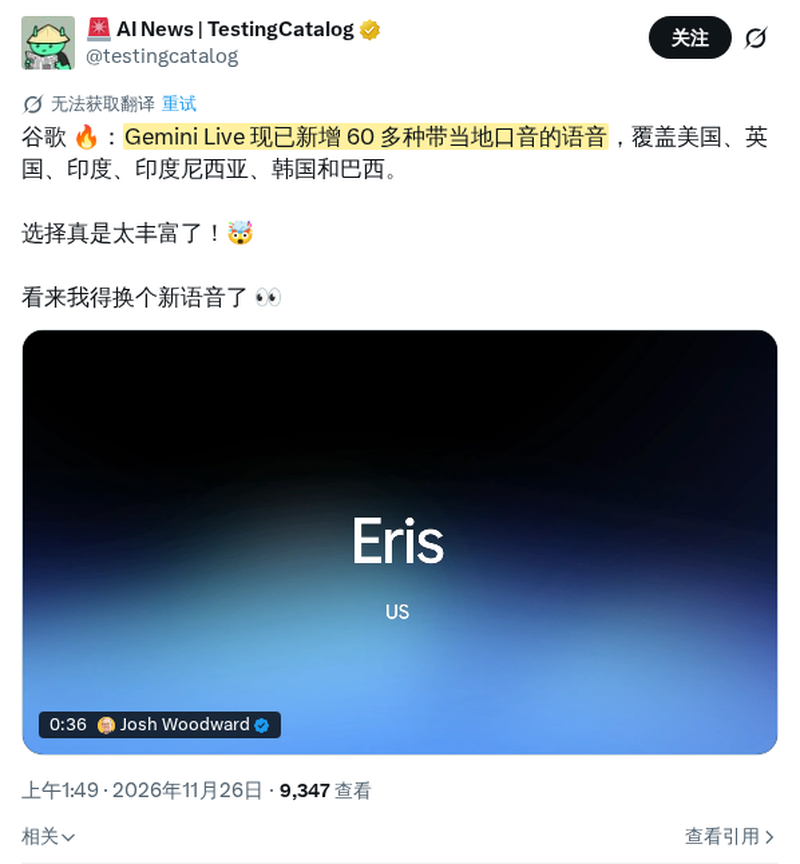 🚨 AI News | TestingCatalog
@testingcatalog
关注
无法获取翻译 重试
谷歌 🔥：Gemini Live 现已新增 60 多种带当地口音的语音，覆盖美国、英
国、印度、印度尼西亚、韩国和巴西。
选择真是太丰富了！🤯
看来我得换个新语音了 👀
Eris
US
0:36 Josh Woodward
上午1:49 · 2026年11月26日 · 9,347 查看
相关
查看引用